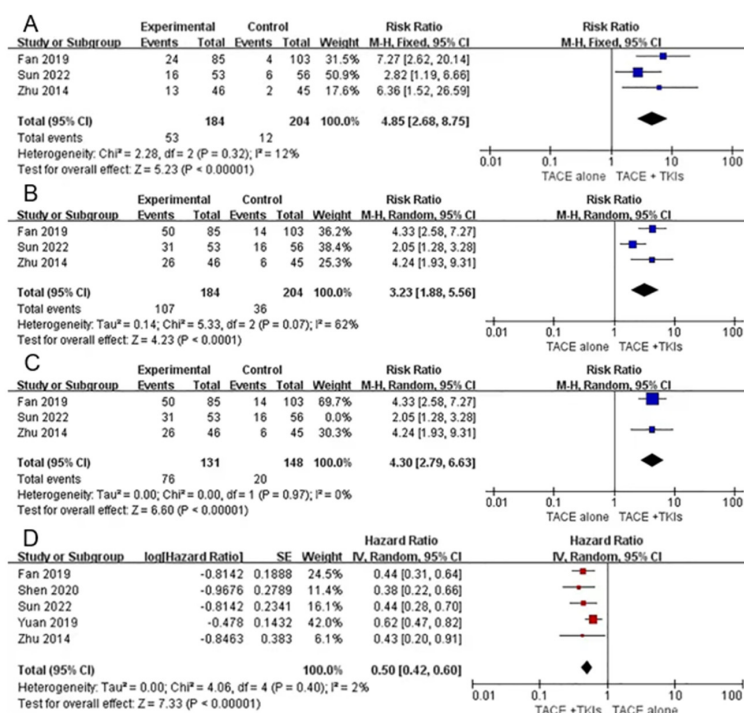 A
Experimental Control Risk Ratio Risk Ratio
Study or Subgroup Events Total Events Total Weight M-H, Fixed, 95% CI M-H, Fixed, 95% CI
Fan 2019 24 85 4 103 31.5% 7.27 [2.62, 20.14]
Sun 2022 16 53 6 56 50.9% 2.82 [1.19, 6.66]
Zhu 2014 13 46 2 45 17.6% 6.36 [1.52, 26.59]
Total (95% CI) 184 204 100.0% 4.85 [2.68, 8.75]
Total events 53 12
Heterogeneity: Chi² = 2.28, df = 2 (P = 0.32); I² = 12%
Test for overall effect: Z = 5.23 (P < 0.00001)
0.01 0.1 1 10 100
TACE alone TACE + TKIs
B
Experimental Control Risk Ratio Risk Ratio
Study or Subgroup Events Total Events Total Weight M-H, Random, 95% CI M-H, Random, 95% CI
Fan 2019 50 85 14 103 36.2% 4.33 [2.58, 7.27]
Sun 2022 31 53 16 56 38.4% 2.05 [1.28, 3.28]
Zhu 2014 26 46 6 45 25.3% 4.24 [1.93, 9.31]
Total (95% CI) 184 204 100.0% 3.23 [1.88, 5.56]
Total events 107 36
Heterogeneity: Tau² = 0.14; Chi² = 5.33, df = 2 (P = 0.07); I² = 62%
Test for overall effect: Z = 4.23 (P < 0.0001)
0.01 0.1 1 10 100
TACE alone TACE +TKIs
C
Experimental Control Risk Ratio Risk Ratio
Study or Subgroup Events Total Events Total Weight M-H, Random, 95% CI M-H, Random, 95% CI
Fan 2019 50 85 14 103 69.7% 4.33 [2.58, 7.27]
Sun 2022 31 53 16 56 0.0% 2.05 [1.28, 3.28]
Zhu 2014 26 46 6 45 30.3% 4.24 [1.93, 9.31]
Total (95% CI) 131 148 100.0% 4.30 [2.79, 6.63]
Total events 76 20
Heterogeneity: Tau² = 0.00; Chi² = 0.00, df = 1 (P = 0.97); I² = 0%
Test for overall effect: Z = 6.60 (P < 0.00001)
0.01 0.1 1 10 100
TACE alone TACE +TKIs
D
Hazard Ratio Hazard Ratio
Study or Subgroup log[Hazard Ratio] SE Weight IV, Random, 95% CI IV, Random, 95% CI
Fan 2019 -0.8142 0.1888 24.5% 0.44 [0.31, 0.64]
Shen 2020 -0.9676 0.2789 11.4% 0.38 [0.22, 0.66]
Sun 2022 -0.8142 0.2341 16.1% 0.44 [0.28, 0.70]
Yuan 2019 -0.478 0.1432 42.0% 0.62 [0.47, 0.82]
Zhu 2014 -0.8463 0.383 6.1% 0.43 [0.20, 0.91]
Total (95% CI) 100.0% 0.50 [0.42, 0.60]
Heterogeneity: Tau² = 0.00; Chi² = 4.06, df = 4 (P = 0.40); I² = 2%
Test for overall effect: Z = 7.33 (P < 0.00001)
0.01 0.1 1 10 100
TACE +TKIs TACE alone